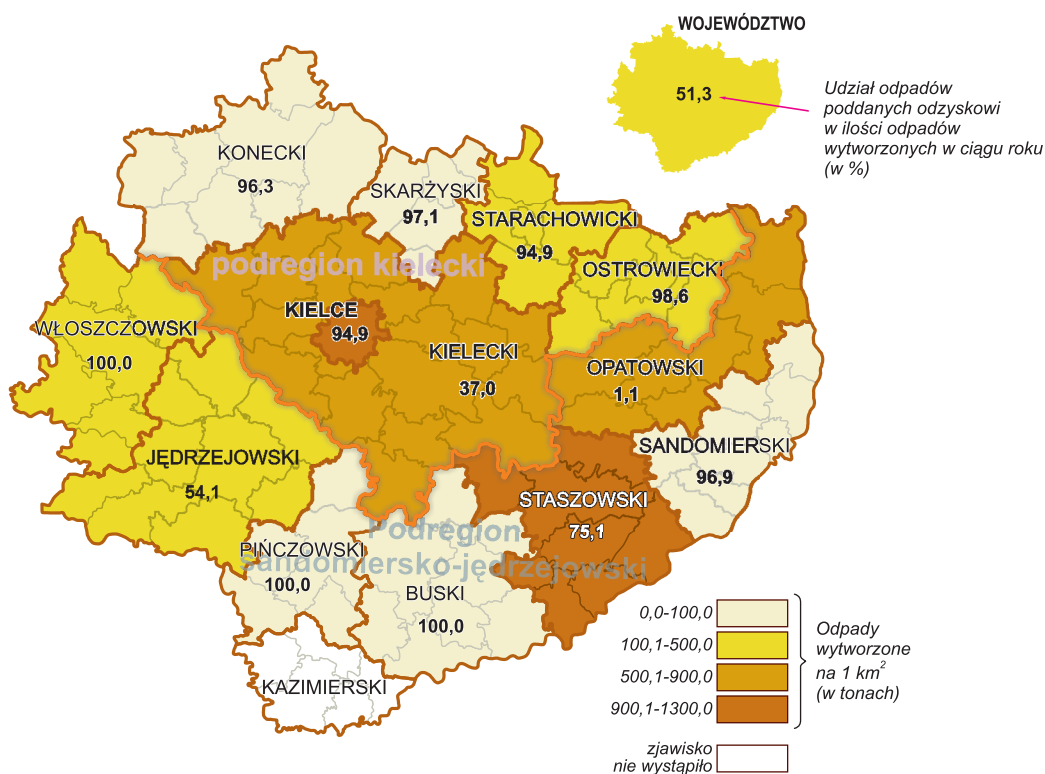 WOJEWÓDZTWO
51,3
Udział odpadów
poddanych odzyskowi
w ilości odpadów
wytworzonych w ciągu roku
(w %)
KONECKI
96,3
SKARŻYSKI
97,1
STARACHOWICKI
94,9
podregion kielecki
OSTROWIECKI
98,6
KIELCE
94,9
WŁOSZCZOWSKI
100,0
KIELECKI
37,0
OPATOWSKI
1,1
SANDOMIERSKI
96,9
JĘDRZEJOWSKI
54,1
STASZOWSKI
75,1
Podregion
sandomiersko-jędrzejowski
PIŃCZOWSKI
100,0
BUSKI
100,0
KAZIMIERSKI
0,0-100,0
100,1-500,0
500,1-900,0
900,1-1300,0
Odpady
wytworzone
na 1 km²
(w tonach)
zjawisko
nie wystąpiło